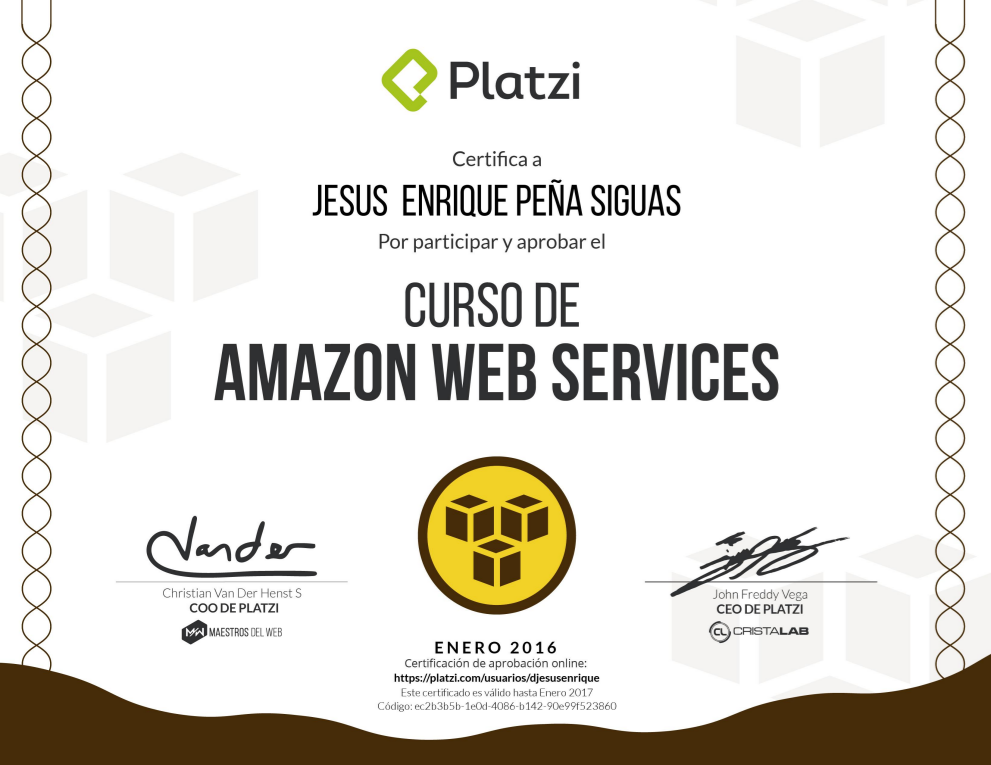 Platzi
Certifica a
JESUS ENRIQUE PEÑA SIGUAS
Por participar y aprobar el
CURSO DE
AMAZON WEB SERVICES
Vander
Christian Van Der Henst S
COO DE PLATZI
MAESTROS DEL WEB
John Freddy Vega
CEO DE PLATZI
CL CRISTALAB
ENERO 2016
Certificación de aprobación online:
https://platzi.com/usuarios/djesusenrique
Este certificado es válido hasta Enero 2017
Código: ec2b3b5b-1e0d-4086-b142-90e99f523860